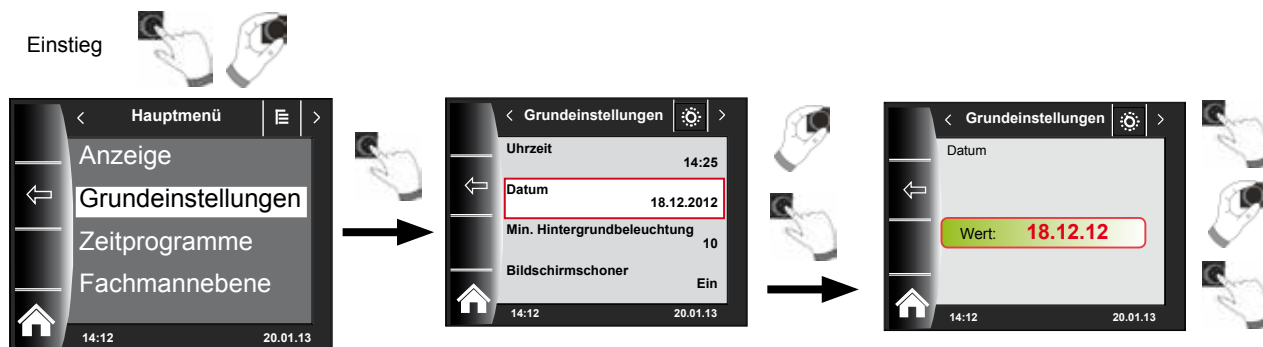 Einstieg
Hauptmenü
Anzeige
Grundeinstellungen
Zeitprogramme
Fachmannebene
14:12 20.01.13
Grundeinstellungen
Uhrzeit
14:25
Datum
18.12.2012
Min. Hintergrundbeleuchtung
10
Bildschirmschoner
Ein
14:12 20.01.13
Grundeinstellungen
Datum
Wert: 18.12.12
14:12 20.01.13